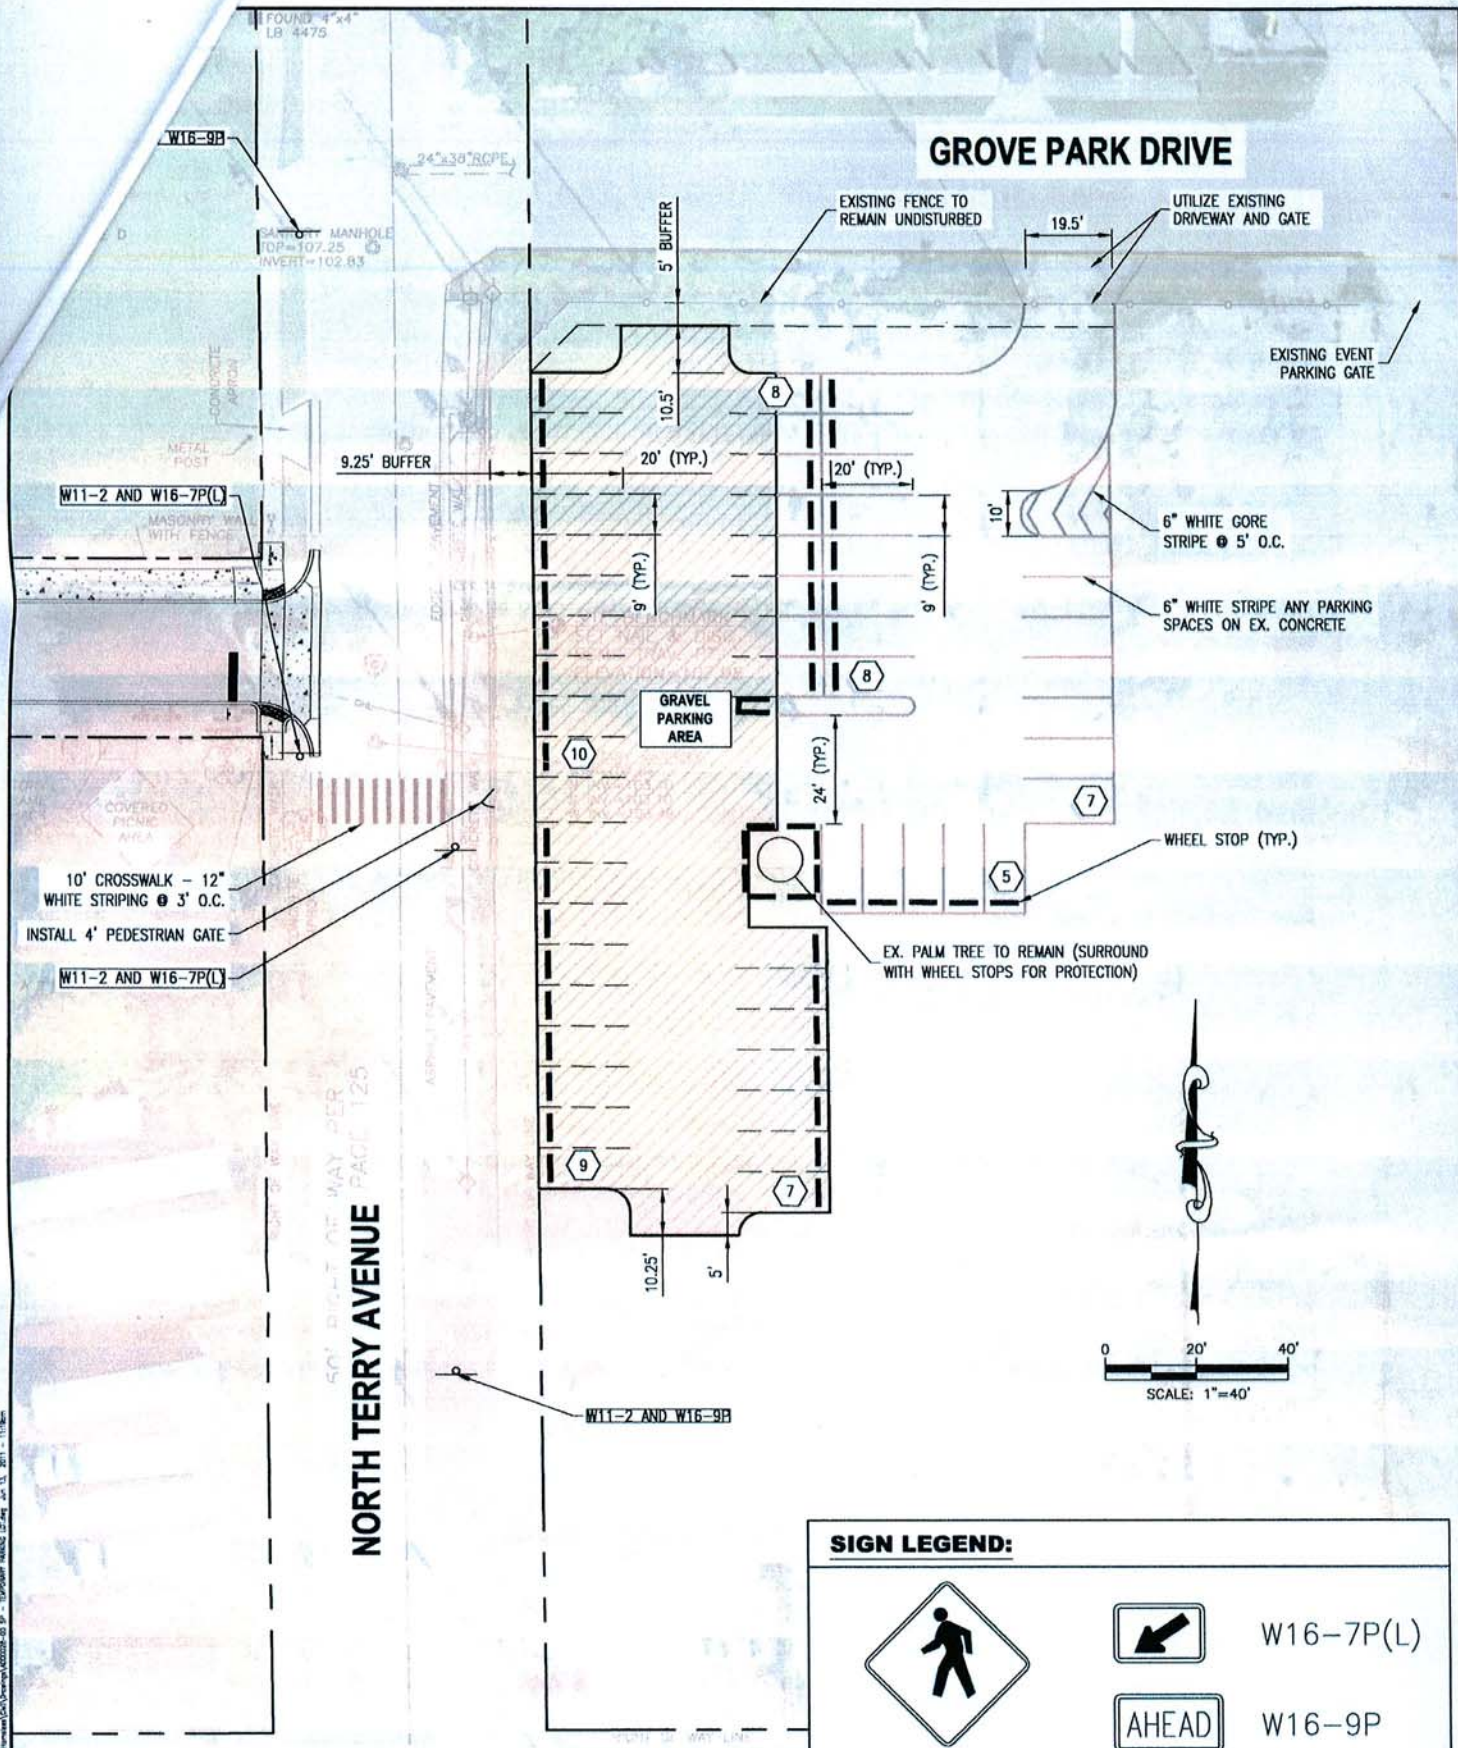 FOUND 4"x4"
LB 4475
W16-9P
24"x38"RCPE
GROVE PARK DRIVE
EXISTING FENCE TO
REMAIN UNDISTURBED
UTILIZE EXISTING
DRIVEWAY AND GATE
19.5'
5' BUFFER
SANITARY MANHOLE
TOP=107.25
INVERT=102.83
EXISTING EVENT
PARKING GATE
CONCRETE
APRON
METAL
POST
8
10.5'
9.25' BUFFER
20' (TYP.)
20' (TYP.)
W11-2 AND W16-7P(L)
MASONRY WALL
WITH FENCE
10'
6" WHITE GORE
STRIPE @ 5' O.C.
9' (TYP.)
9' (TYP.)
6" WHITE STRIPE ANY PARKING
SPACES ON EX. CONCRETE
8
GRAVEL
PARKING
AREA
10
24' (TYP.)
7
COVERED
PICNIC
AREA
WHEEL STOP (TYP.)
10' CROSSWALK - 12"
WHITE STRIPING @ 3' O.C.
5
INSTALL 4' PEDESTRIAN GATE
W11-2 AND W16-7P(L)
EX. PALM TREE TO REMAIN (SURROUND
WITH WHEEL STOPS FOR PROTECTION)
9
7
10.25'
5'
NORTH TERRY AVENUE
PAGE 125
0 20' 40'
SCALE: 1"=40'
W11-2 AND W16-9P
SIGN LEGEND:
W16-7P(L)
AHEAD W16-9P